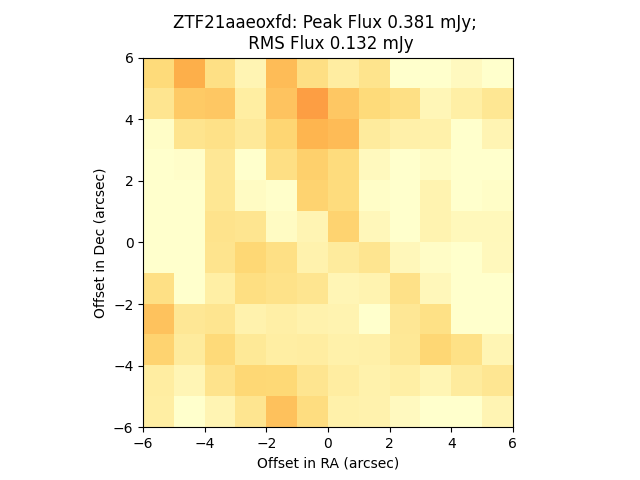 ZTF21aaeoxfd: Peak Flux 0.381 mJy;
RMS Flux 0.132 mJy
6
4
2
0
−2
−4
−6
Offset in Dec (arcsec)
−6 −4 −2 0 2 4 6
Offset in RA (arcsec)